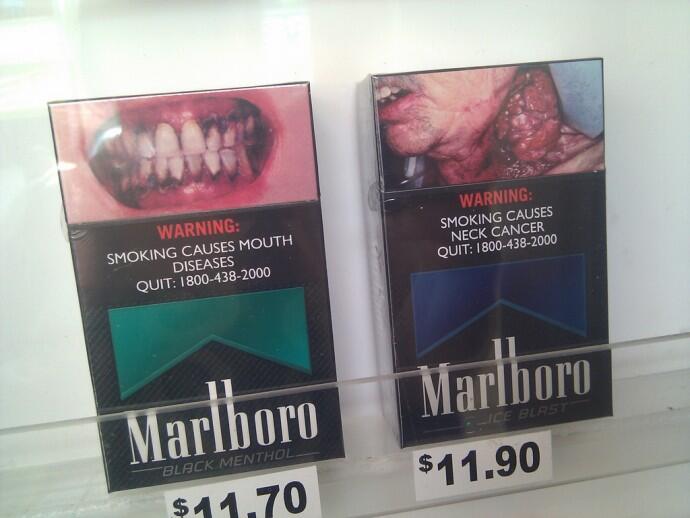 WARNING:
SMOKING CAUSES MOUTH
DISEASES
QUIT: 1800-438-2000
Marlboro
BLACK MENTHOL
$11.70
WARNING:
SMOKING CAUSES
NECK CANCER
QUIT: 1800-438-2000
Marlboro
ICE BLAST
$11.90